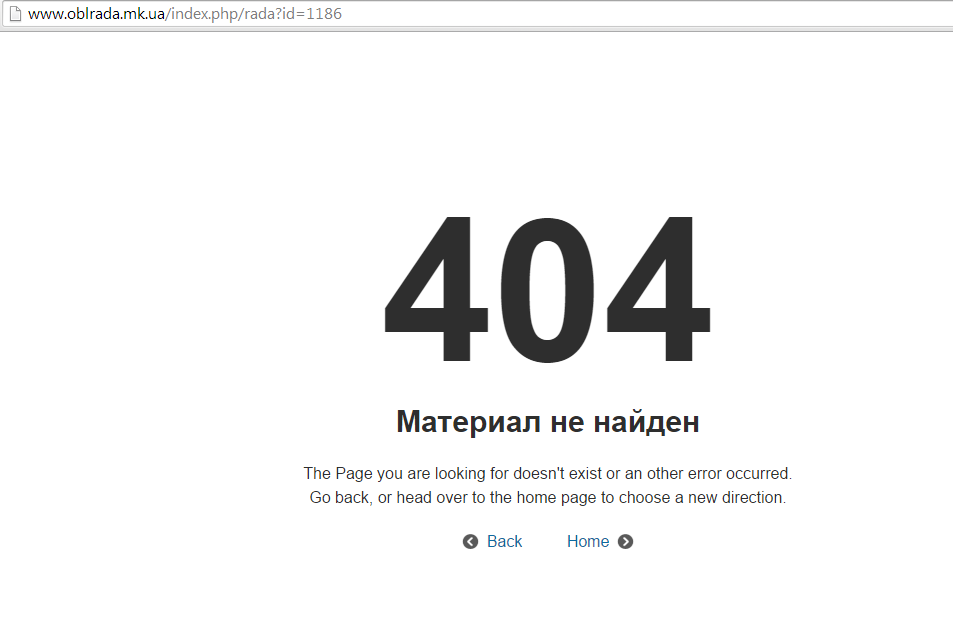 www.oblrada.mk.ua/index.php/rada?id=1186
404
Материал не найден
The Page you are looking for doesn't exist or an other error occurred.
Go back, or head over to the home page to choose a new direction.
Back Home